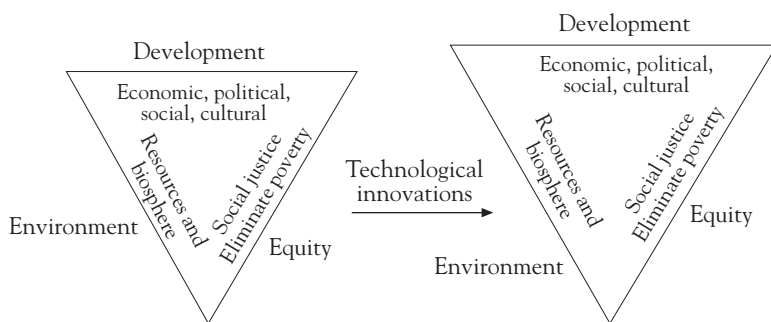 Development
Economic, political,
social, cultural
Resources and
biosphere
Social justice
Eliminate poverty
Environment
Equity
Technological
innovations
Development
Economic, political,
social, cultural
Resources and
biosphere
Social justice
Eliminate poverty
Equity
Environment